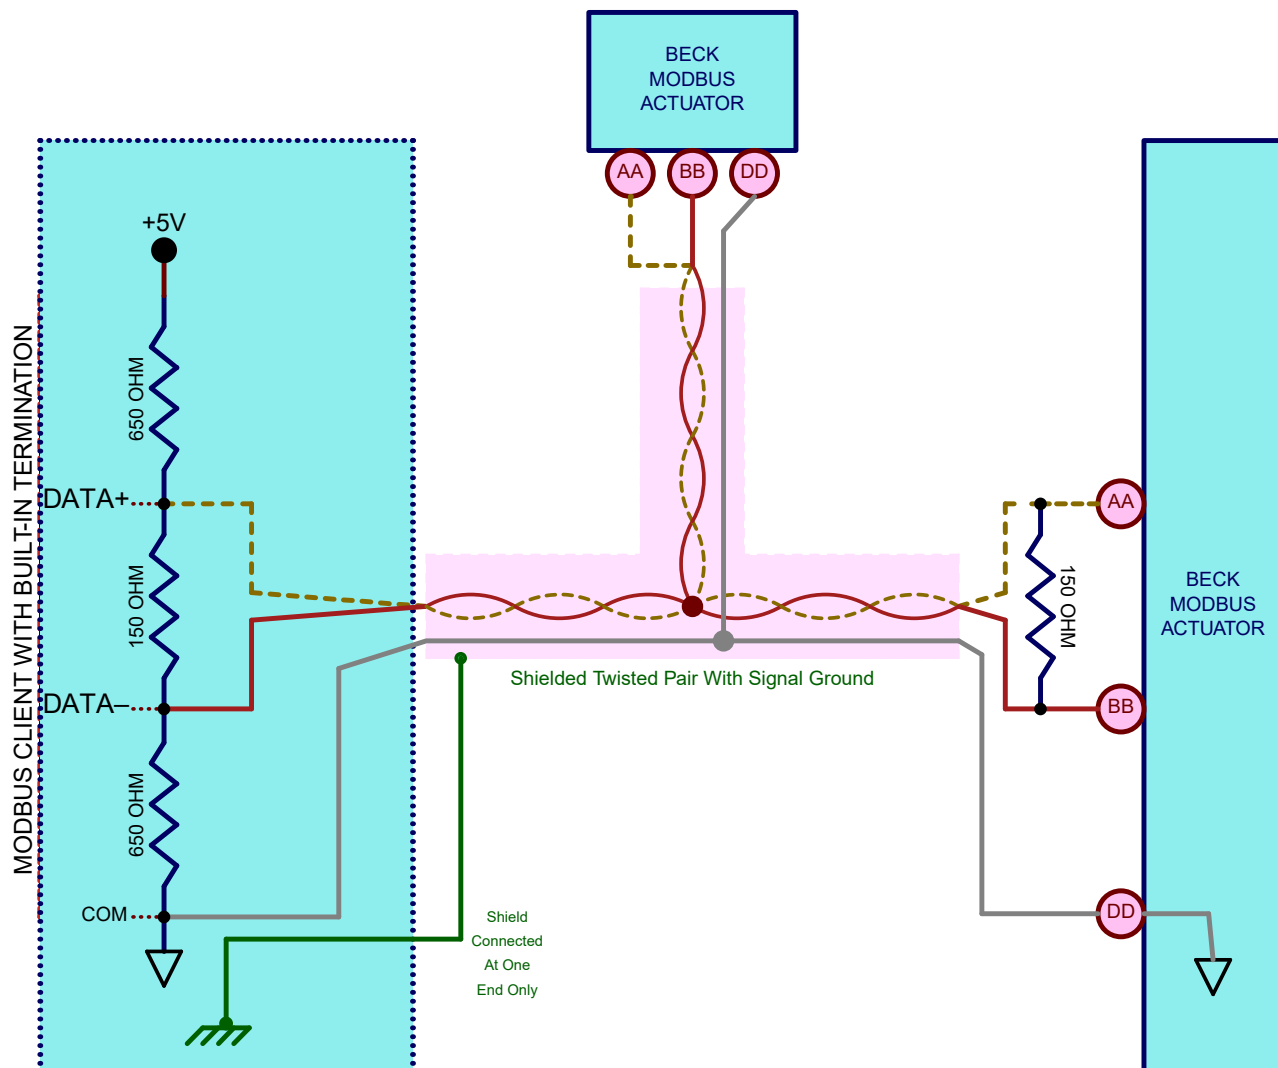 BECK
MODBUS
ACTUATOR
AA
BB
DD
MODBUS CLIENT WITH BUILT-IN TERMINATION
+5V
650 OHM
DATA+
150 OHM
DATA–
650 OHM
COM
Shielded Twisted Pair With Signal Ground
Shield
Connected
At One
End Only
150 OHM
AA
BB
DD
BECK
MODBUS
ACTUATOR